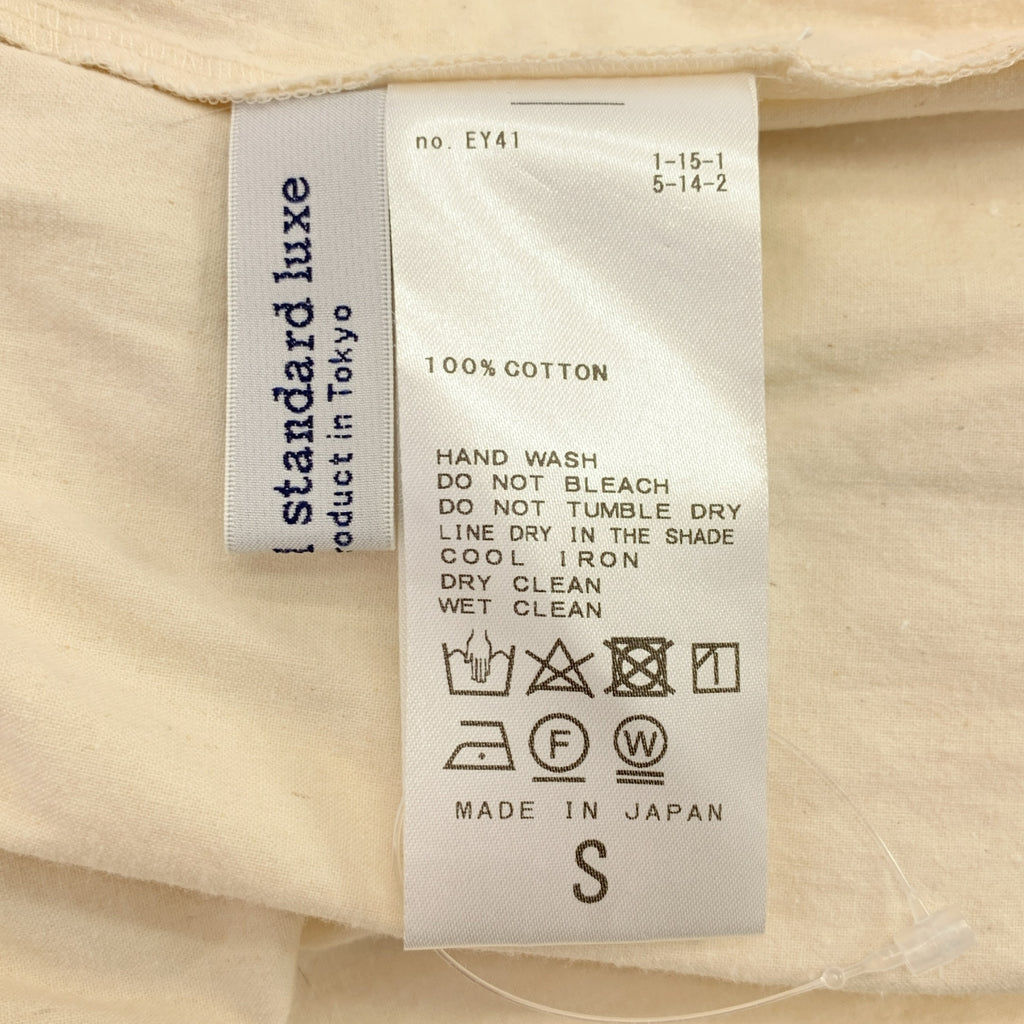 standard luxe
in Tokyo
no. EY41
1-15-1
5-14-2
100% COTTON
HAND WASH
DO NOT BLEACH
DO NOT TUMBLE DRY
LINE DRY IN THE SHADE
COOL IRON
DRY CLEAN
WET CLEAN
F
W
MADE IN JAPAN
S